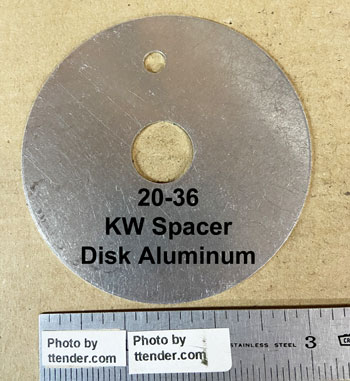 20-36
KW Spacer
Disk Aluminum
Photo by
ttender.com
Photo by
ttender.com
STAINLESS STEEL 3